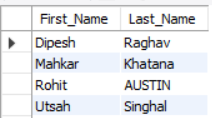 First_Name Last_Name
Dipesh Raghav
Mahkar Khatana
Rohit AUSTIN
Utsah Singhal